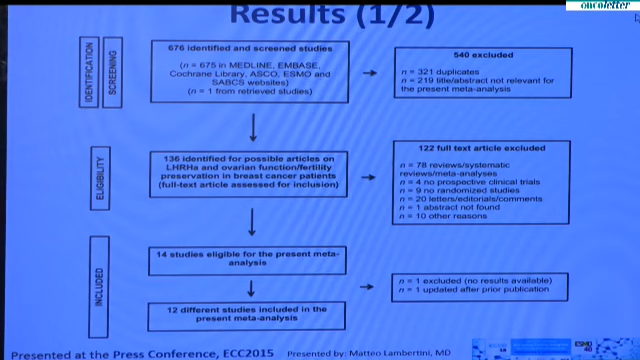 oncoletter
Results (1/2)
IDENTIFICATION
SCREENING
676 identified and screened studies
(n = 675 in MEDLINE, EMBASE,
Cochrane Library, ASCO, ESMO and
SABCS websites)
(n = 1 from retrieved studies)
540 excluded
n = 321 duplicates
n = 219 title/abstract not relevant for
the present meta-analysis
ELIGIBILITY
136 identified for possible articles on
LHRHa and ovarian function/fertility
preservation in breast cancer patients
(full-text article assessed for inclusion)
122 full text article excluded
n = 78 reviews/systematic
reviews/meta-analyses
n = 4 no prospective clinical trials
n = 9 no randomized studies
n = 20 letters/editorials/comments
n = 1 abstract not found
n = 10 other reasons
INCLUDED
14 studies eligible for the present meta-
analysis
n = 1 excluded (no results available)
n = 1 updated after prior publication
12 different studies included in the
present meta-analysis
Presented at the Press Conference, ECC2015
Presented by: Matteo Lambertini, MD
ESMO